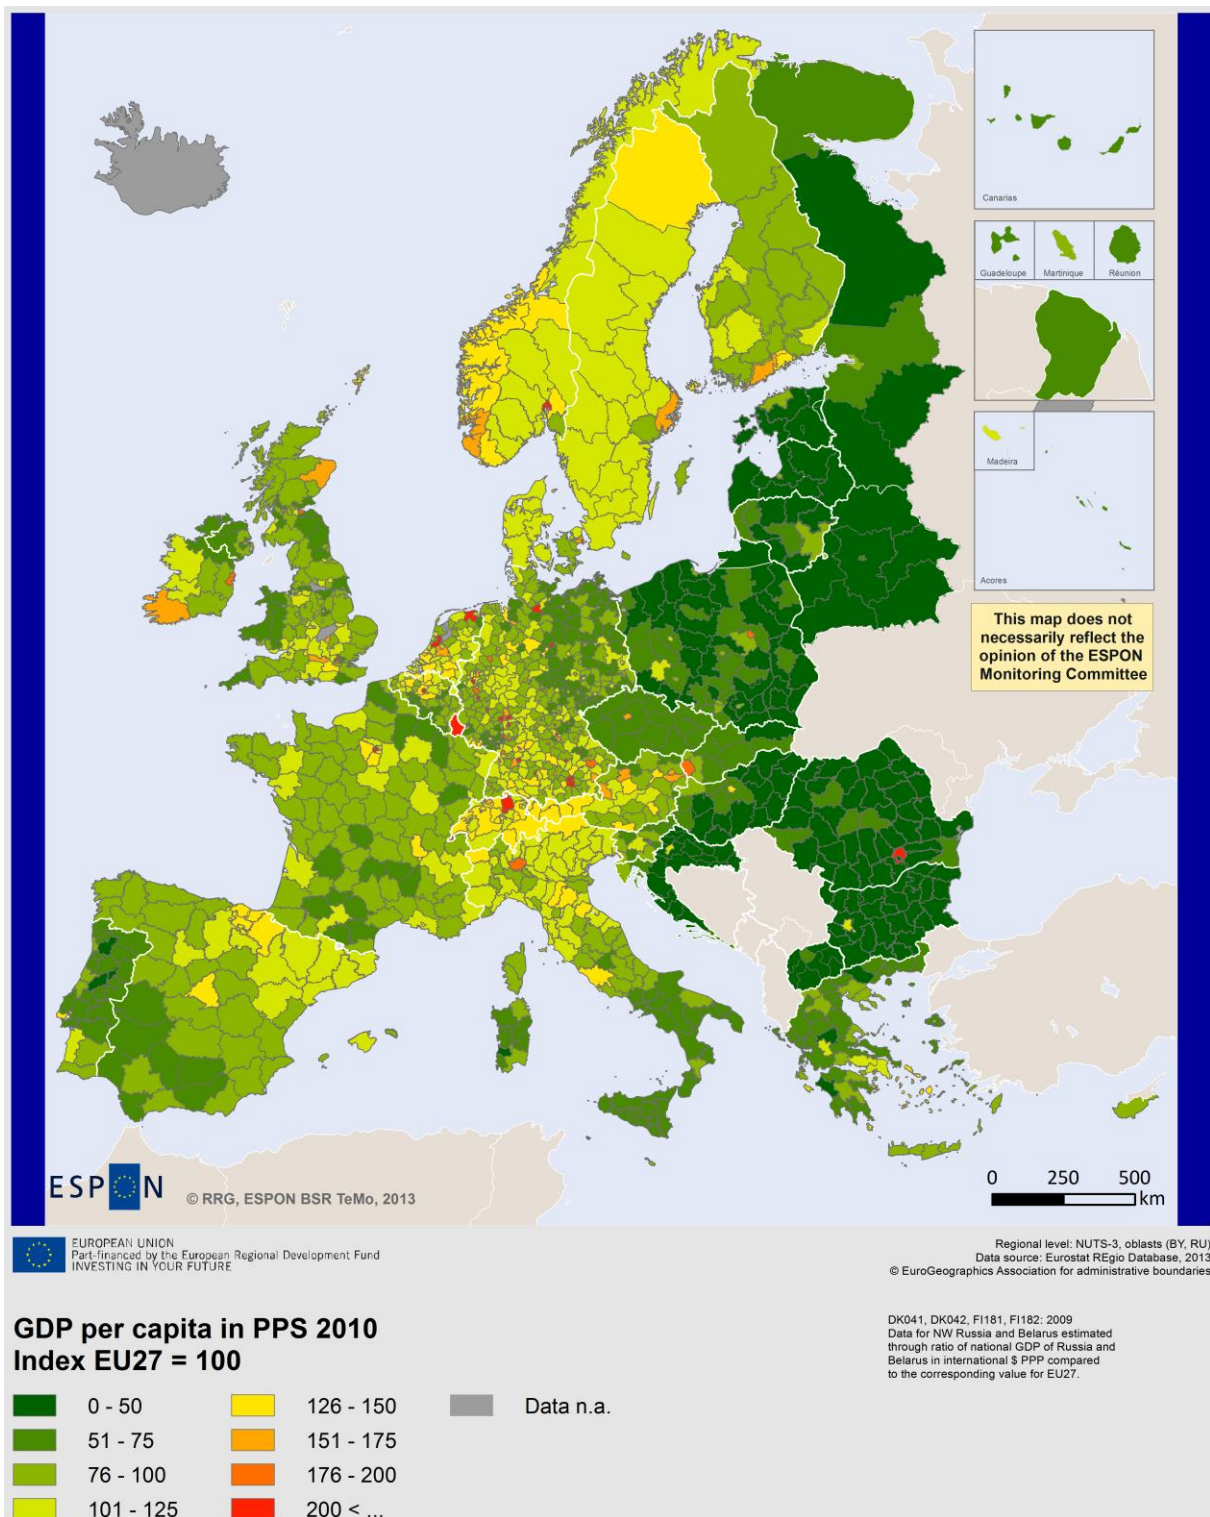 Canarias
Guadeloupe
Martinique
Réunion
Madeira
Acores
This map does not
necessarily reflect the
opinion of the ESPON
Monitoring Committee
ESPON
© RRG, ESPON BSR TeMo, 2013
0 250 500
km
EUROPEAN UNION
Part-financed by the European Regional Development Fund
INVESTING IN YOUR FUTURE
Regional level: NUTS-3, oblasts (BY, RU)
Data source: Eurostat REgio Database, 2013
© EuroGeographics Association for administrative boundaries
GDP per capita in PPS 2010
Index EU27 = 100
DK041, DK042, FI181, FI182: 2009
Data for NW Russia and Belarus estimated
through ratio of national GDP of Russia and
Belarus in international $ PPP compared
to the corresponding value for EU27.
0 - 50
51 - 75
76 - 100
101 - 125
126 - 150
151 - 175
176 - 200
200 < ...
Data n.a.